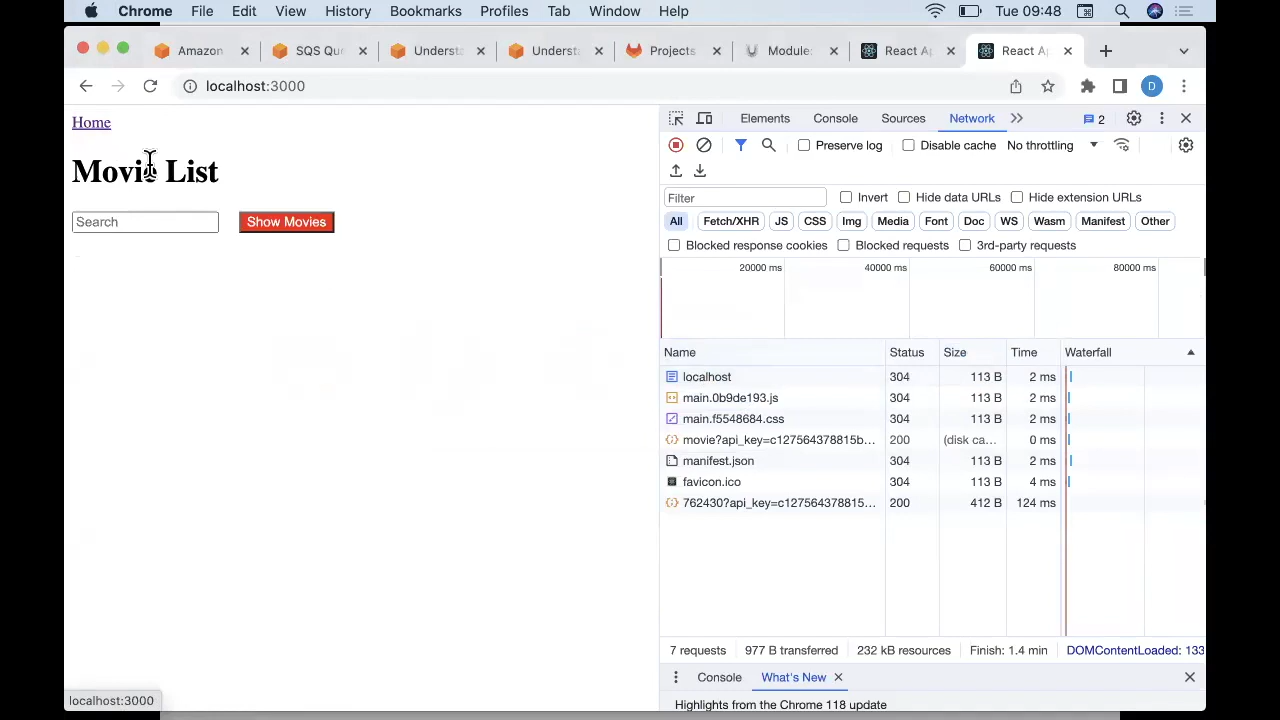 Chrome File Edit View History Bookmarks Profiles Tab Window Help Tue 09:48
Amazon SQS Que Understa Understa Projects Module React Ap React Ap
localhost:3000
Home
Movie List
Search Show Movies
Elements Console Sources Network 2
Preserve log Disable cache No throttling
Filter Invert Hide data URLs Hide extension URLs
All Fetch/XHR JS CSS Img Media Font Doc WS Wasm Manifest Other
Blocked response cookies Blocked requests 3rd-party requests
20000 ms 40000 ms 60000 ms 80000 ms
Name Status Size Time Waterfall
localhost 304 113 B 2 ms
main.0b9de193.js 304 113 B 2 ms
main.f5548684.css 304 113 B 2 ms
movie?api_key=c127564378815b... 200 (disk ca... 0 ms
manifest.json 304 113 B 2 ms
favicon.ico 304 113 B 4 ms
762430?api_key=c127564378815... 200 412 B 124 ms
7 requests 977 B transferred 232 kB resources Finish: 1.4 min DOMContentLoaded: 133
Console What's New
localhost:3000
Highlights from the Chrome 118 update